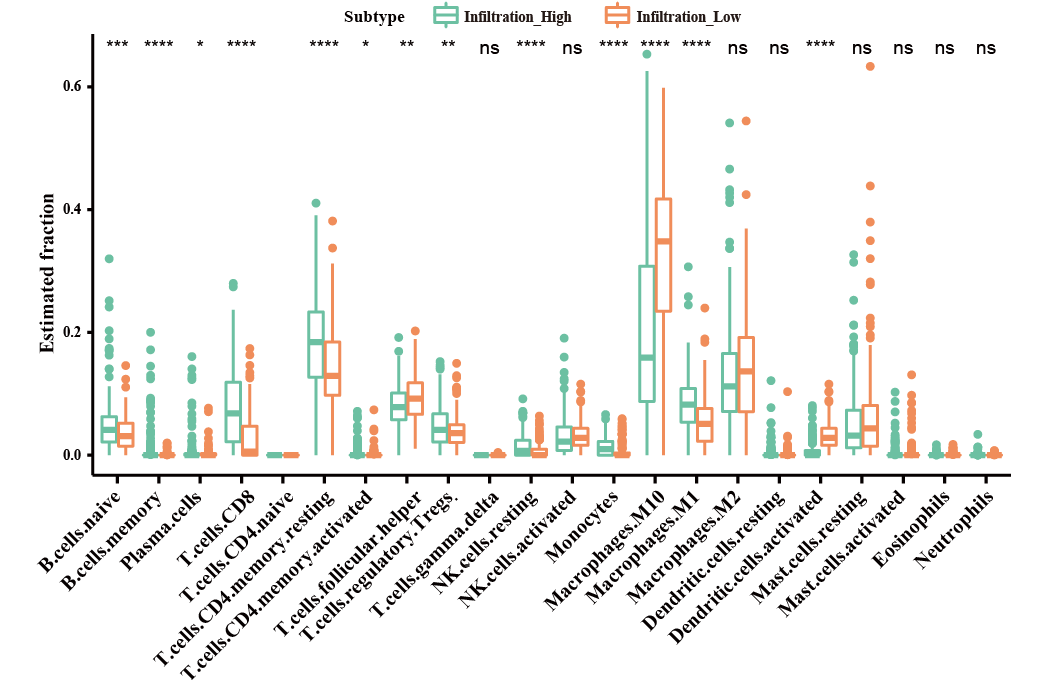 Subtype Infiltration_High Infiltration_Low
*** **** * **** **** * ** ** ns **** ns **** **** **** ns ns **** ns ns ns ns
Estimated fraction
0.6
0.4
0.2
0.0
B.cells.naive
B.cells.memory
Plasma.cells
T.cells.CD8
T.cells.CD4.naive
T.cells.CD4.memory.resting
T.cells.CD4.memory.activated
T.cells.follicular.helper
T.cells.regulatory.Tregs.
T.cells.gamma.delta
NK.cells.resting
NK.cells.activated
Monocytes
Macrophages.M10
Macrophages.M1
Macrophages.M2
Dendritic.cells.resting
Dendritic.cells.activated
Mast.cells.resting
Mast.cells.activated
Eosinophils
Neutrophils